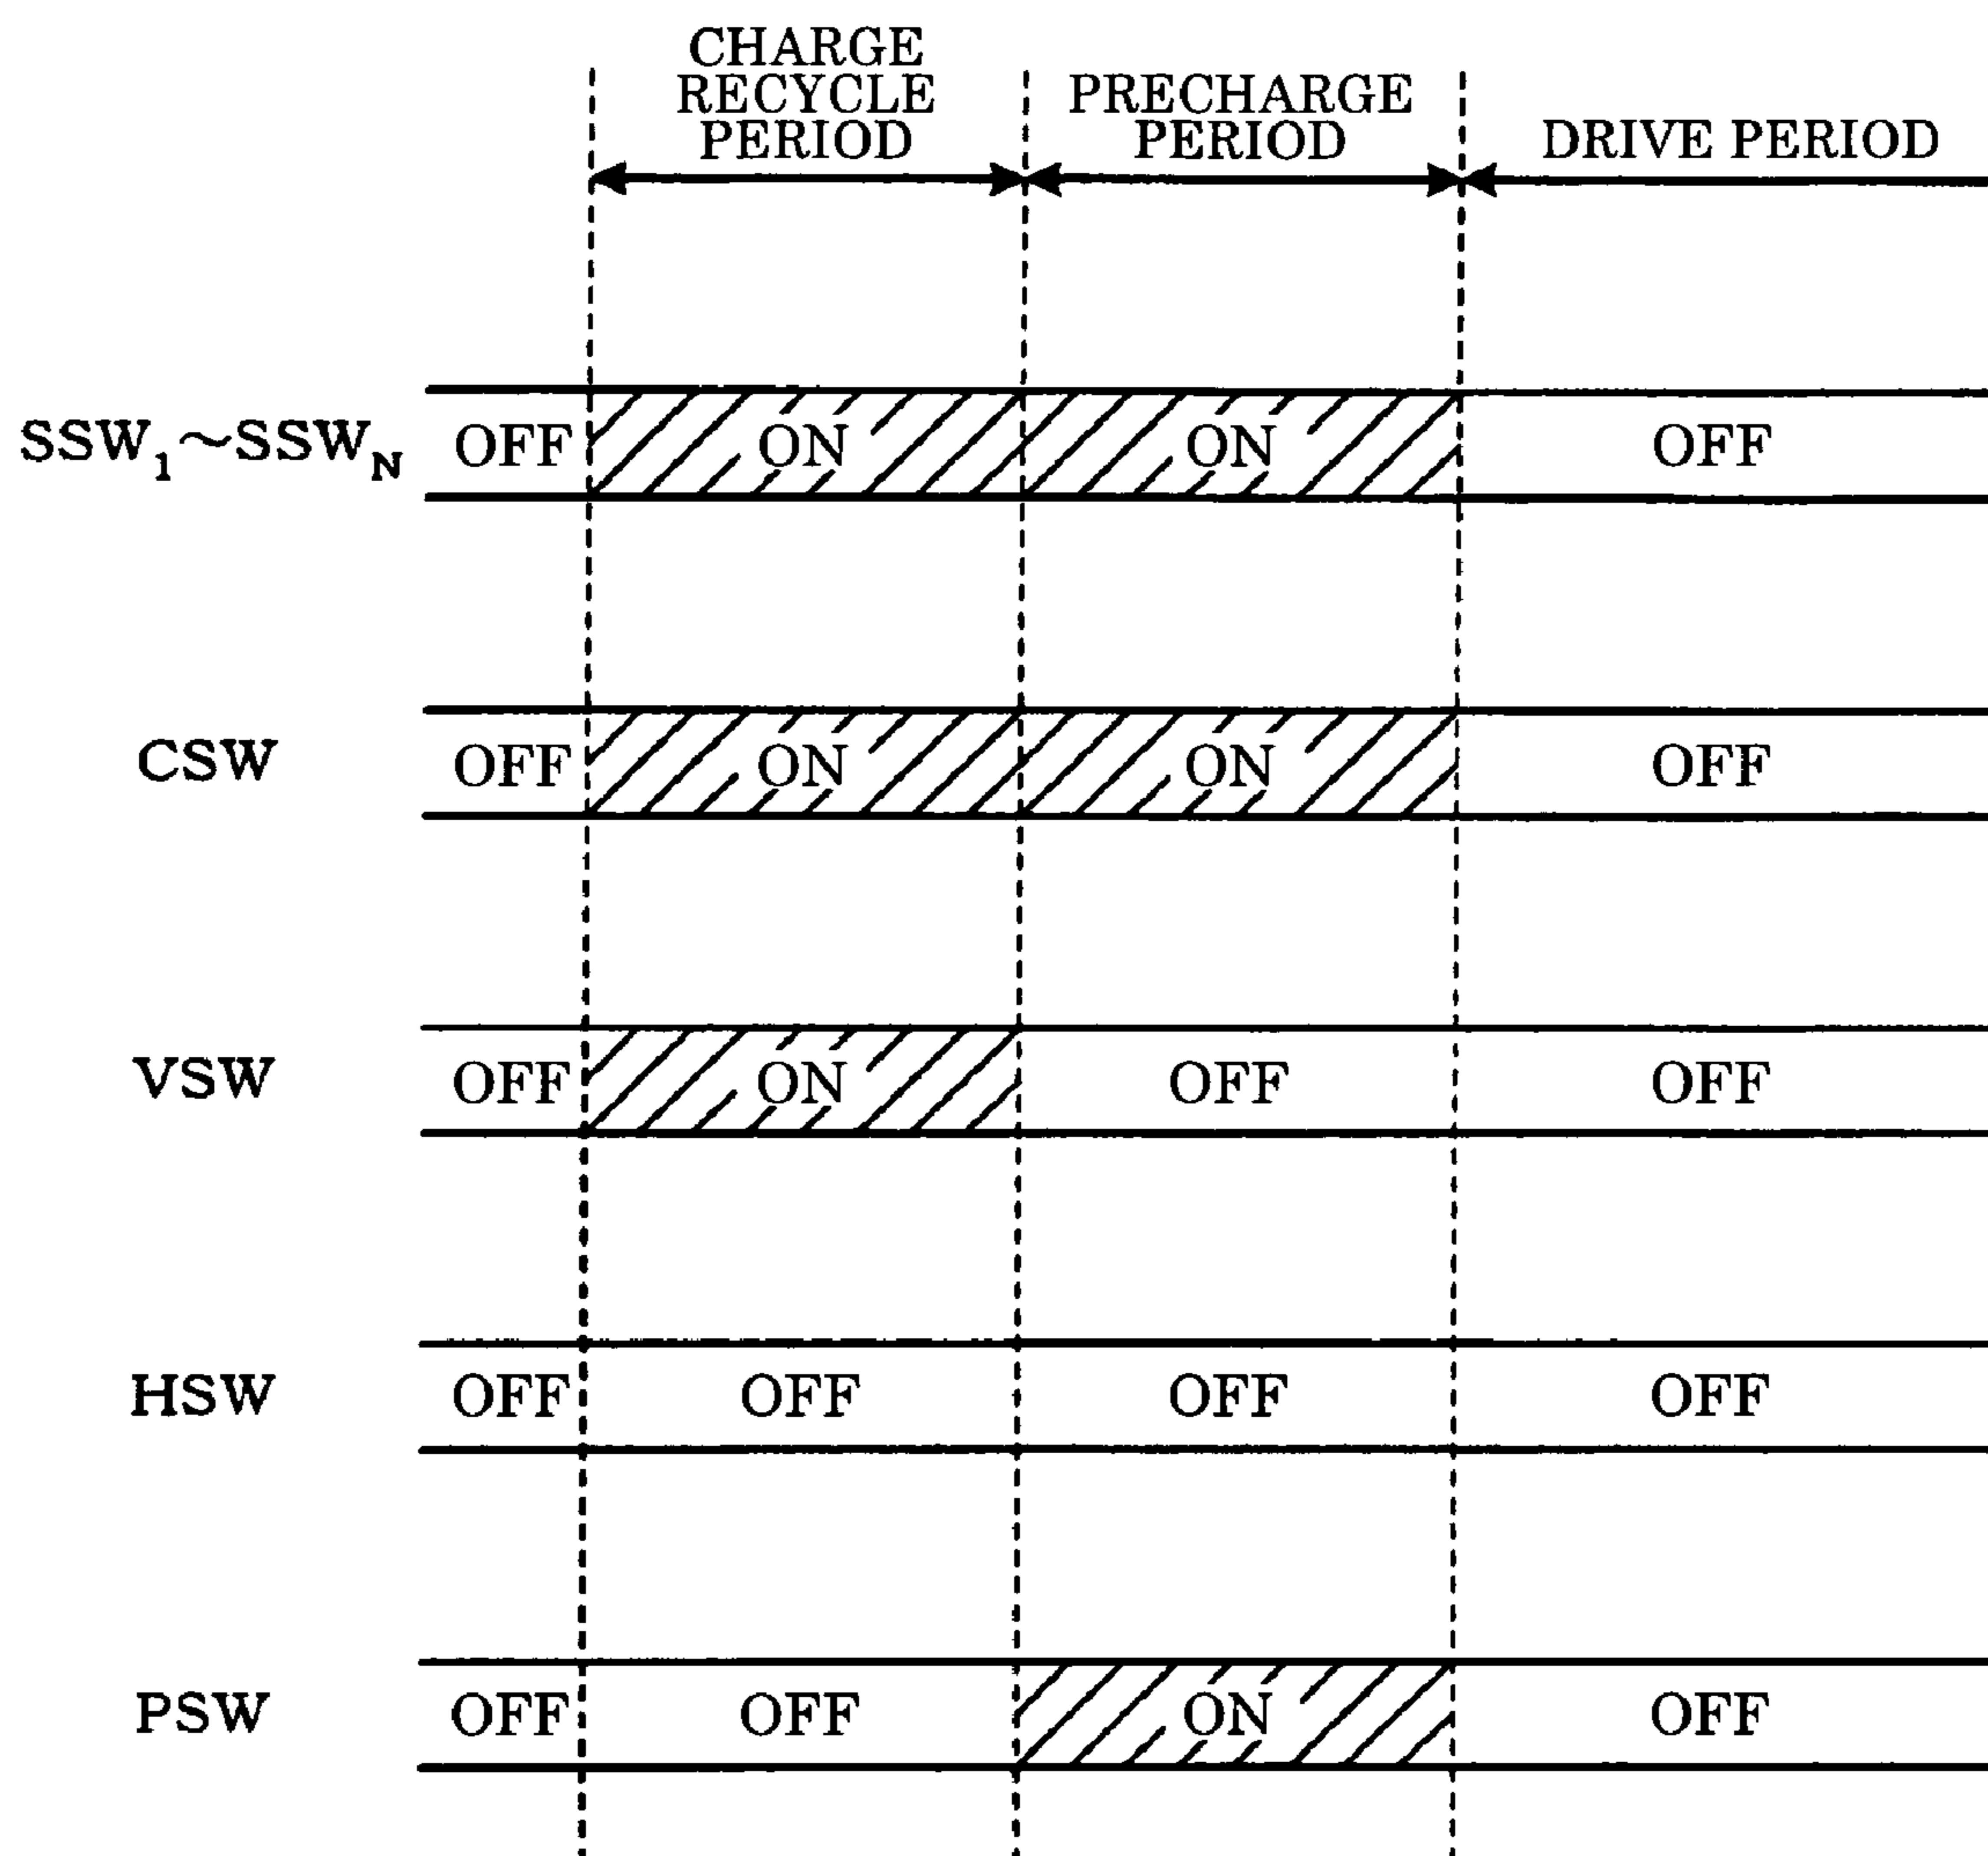 CHARGE
RECYCLE
PERIOD
PRECHARGE
PERIOD
DRIVE PERIOD
SSW1～SSWN OFF ON ON OFF
CSW OFF ON ON OFF
VSW OFF ON OFF OFF
HSW OFF OFF OFF OFF
PSW OFF OFF ON OFF